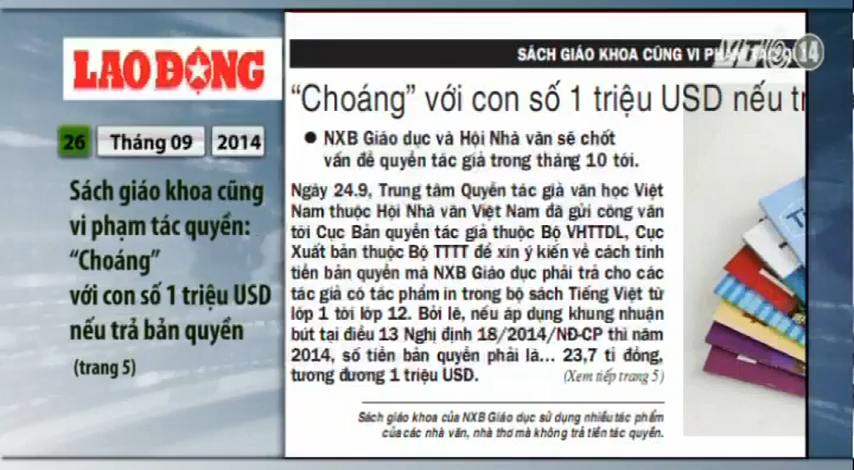 LAO ĐỘNG
26 Tháng 09 2014
Sách giáo khoa cũng
vi phạm tác quyền:
“Choáng”
với con số 1 triệu USD
nếu trả bản quyền
(trang 5)
SÁCH GIÁO KHOA CŨNG VI PHẠM
14
“Choáng” với con số 1 triệu USD nếu
● NXB Giáo dục và Hội Nhà văn sẽ chốt
vấn đề quyền tác giả trong tháng 10 tới.
Ngày 24.9, Trung tâm Quyền tác giả văn học Việt
Nam thuộc Hội Nhà văn Việt Nam đã gửi công văn
tới Cục Bản quyền tác giả thuộc Bộ VHTTDL, Cục
Xuất bản thuộc Bộ TTTT để xin ý kiến về cách tính
tiền bản quyền mà NXB Giáo dục phải trả cho các
tác giả có tác phẩm in trong bộ sách Tiếng Việt từ
lớp 1 tới lớp 12. Bởi lẽ, nếu áp dụng khung nhuận
bút tại điều 13 Nghị định 18/2014/NĐ-CP thì năm
2014, số tiền bản quyền phải là... 23,7 tỉ đồng,
tương đương 1 triệu USD. (Xem tiếp trang 5)
Sách giáo khoa của NXB Giáo dục sử dụng nhiều tác phẩm
của các nhà văn, nhà thơ mà không trả tiền tác quyền.